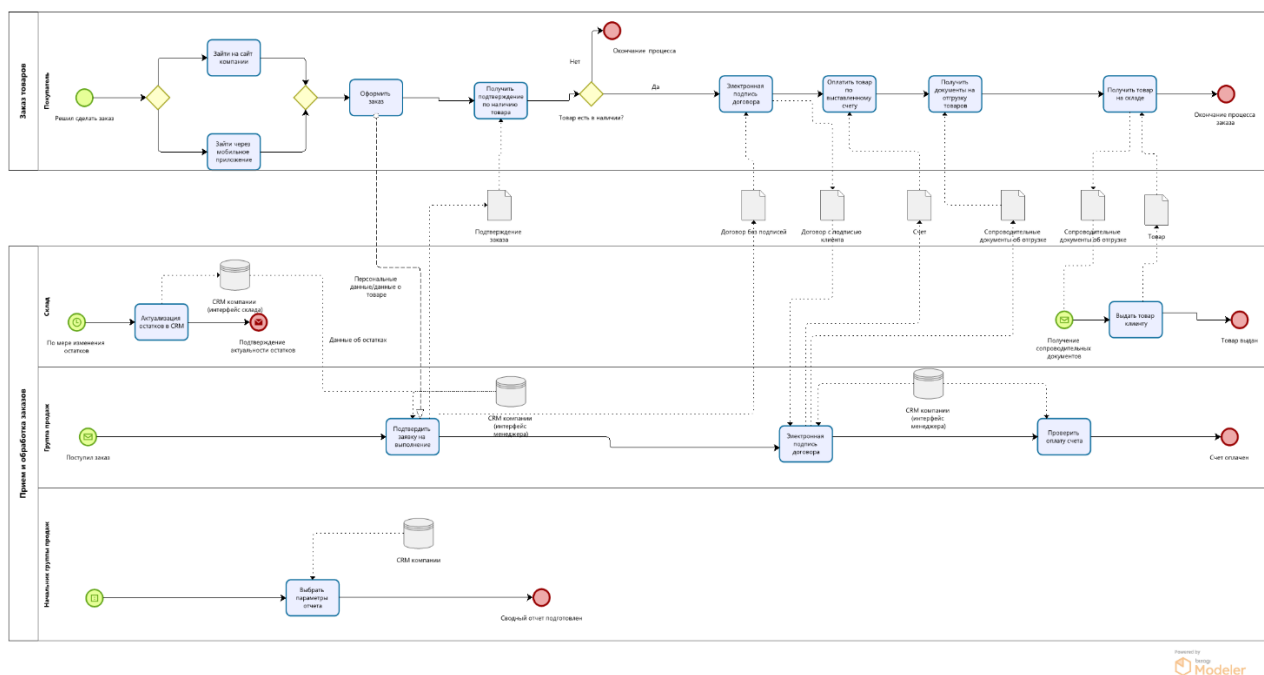 Заказ товаров
Покупатель
Решил сделать заказ
Зайти на сайт
компании
Зайти через
мобильное
приложение
Оформить
заказ
Получить
подтверждение
по наличию
товара
Нет
Окончание процесса
Товар есть в наличии?
Да
Электронная
подпись
договора
Оплатить товар
по
выставленному
счету
Получить
документы на
отгрузку
товаров
Получить товар
на складе
Окончание процесса
заказа
Подтверждение
заказа
Договор без подписей
Договор с подписью
клиента
Счет
Сопроводительные
документы об отгрузке
Сопроводительные
документы об отгрузке
Товар
Персональные
данные/данные о
товаре
Прием и обработка заказов
Склад
По мере изменения
остатков
Актуализация
остатков в CRM
CRM компании
(интерфейс склада)
Подтверждение
актуальности остатков
Данные об остатках
Получение
сопроводительных
документов
Выдать товар
клиенту
Товар выдан
Группа продаж
Поступил заказ
Подтвердить
заявку на
выполнение
CRM компании
(интерфейс
менеджера)
Электронная
подпись
договора
CRM компании
(интерфейс
менеджера)
Проверить
оплату счета
Счет оплачен
Начальник группы продаж
CRM компании
Выбрать
параметры
отчета
Сводный отчет подготовлен
Powered by
Modeler